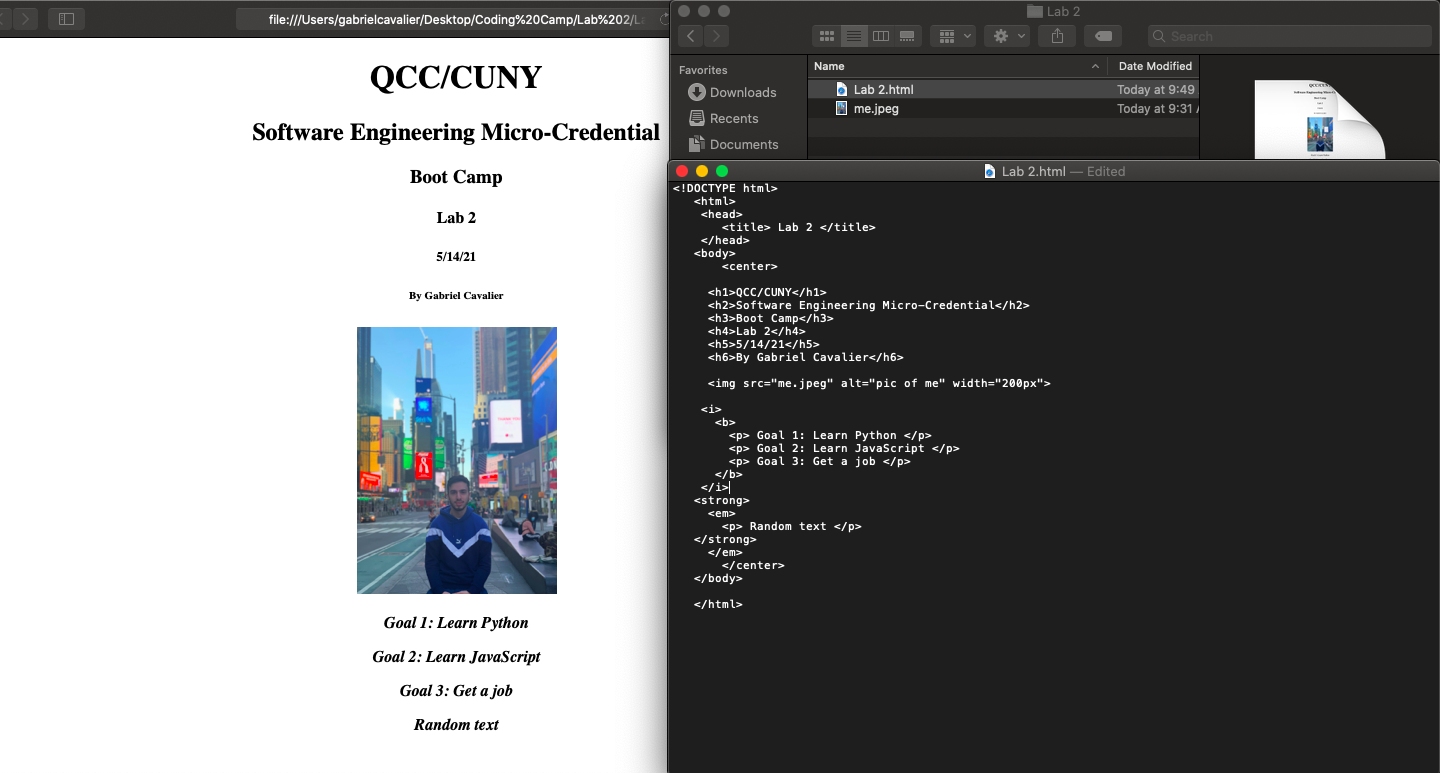 file:///Users/gabrielcavalier/Desktop/Coding%20Camp/Lab%202/La
QCC/CUNY
Software Engineering Micro-Credential
Boot Camp
Lab 2
5/14/21
By Gabriel Cavalier
Goal 1: Learn Python
Goal 2: Learn JavaScript
Goal 3: Get a job
Random text
Lab 2
Search
Favorites
Downloads
Recents
Documents
Name
Date Modified
Lab 2.html
Today at 9:49
me.jpeg
Today at 9:31 A
Lab 2.html — Edited
<!DOCTYPE html>
<html>
<head>
<title> Lab 2 </title>
</head>
<body>
<center>
<h1>QCC/CUNY</h1>
<h2>Software Engineering Micro-Credential</h2>
<h3>Boot Camp</h3>
<h4>Lab 2</h4>
<h5>5/14/21</h5>
<h6>By Gabriel Cavalier</h6>
<img src="me.jpeg" alt="pic of me" width="200px">
<i>
<b>
<p> Goal 1: Learn Python </p>
<p> Goal 2: Learn JavaScript </p>
<p> Goal 3: Get a job </p>
</b>
</i>
<strong>
<em>
<p> Random text </p>
</strong>
</em>
</center>
</body>
</html>